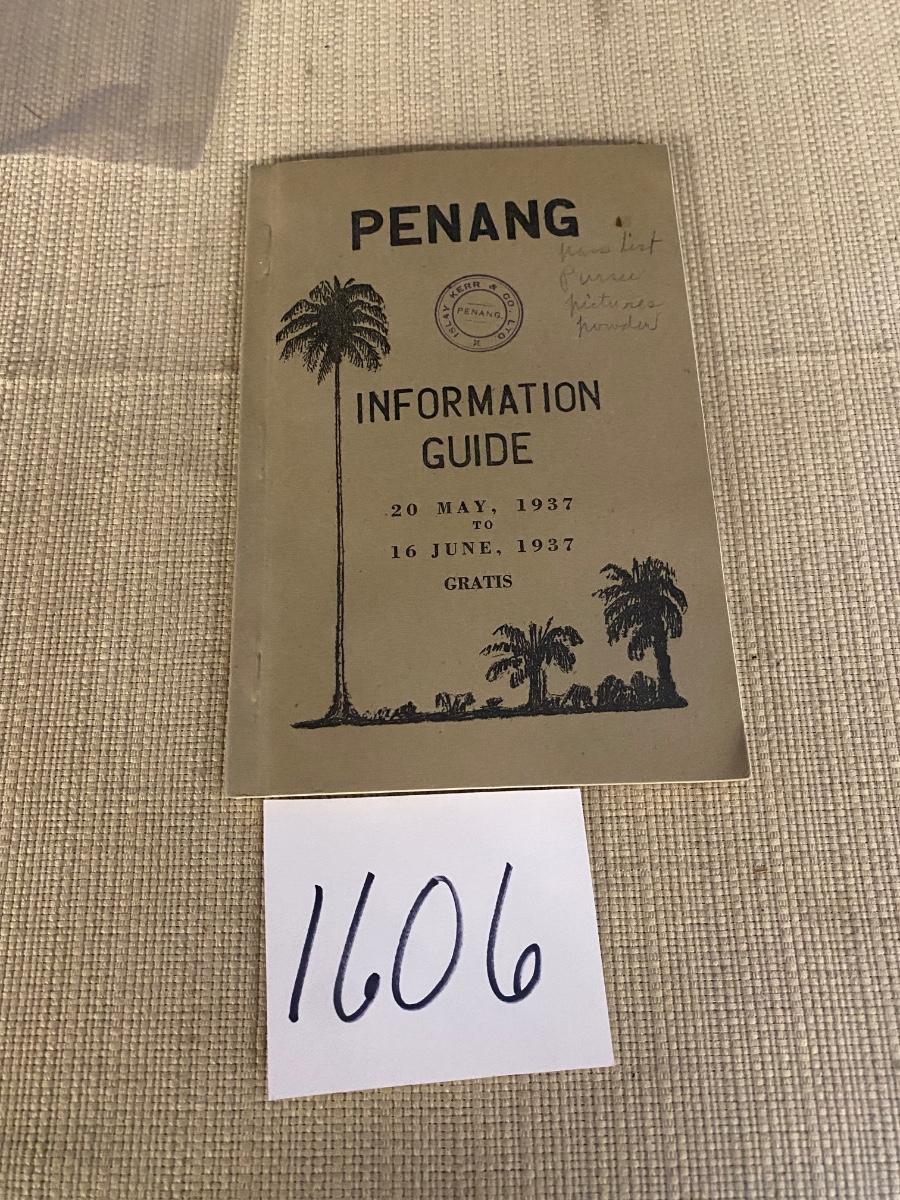 PENANG
ISLAY KERR & CO. LTD.
PENANG.
list
pictures
powder
INFORMATION
GUIDE
20 MAY, 1937
TO
16 JUNE, 1937
GRATIS
1606